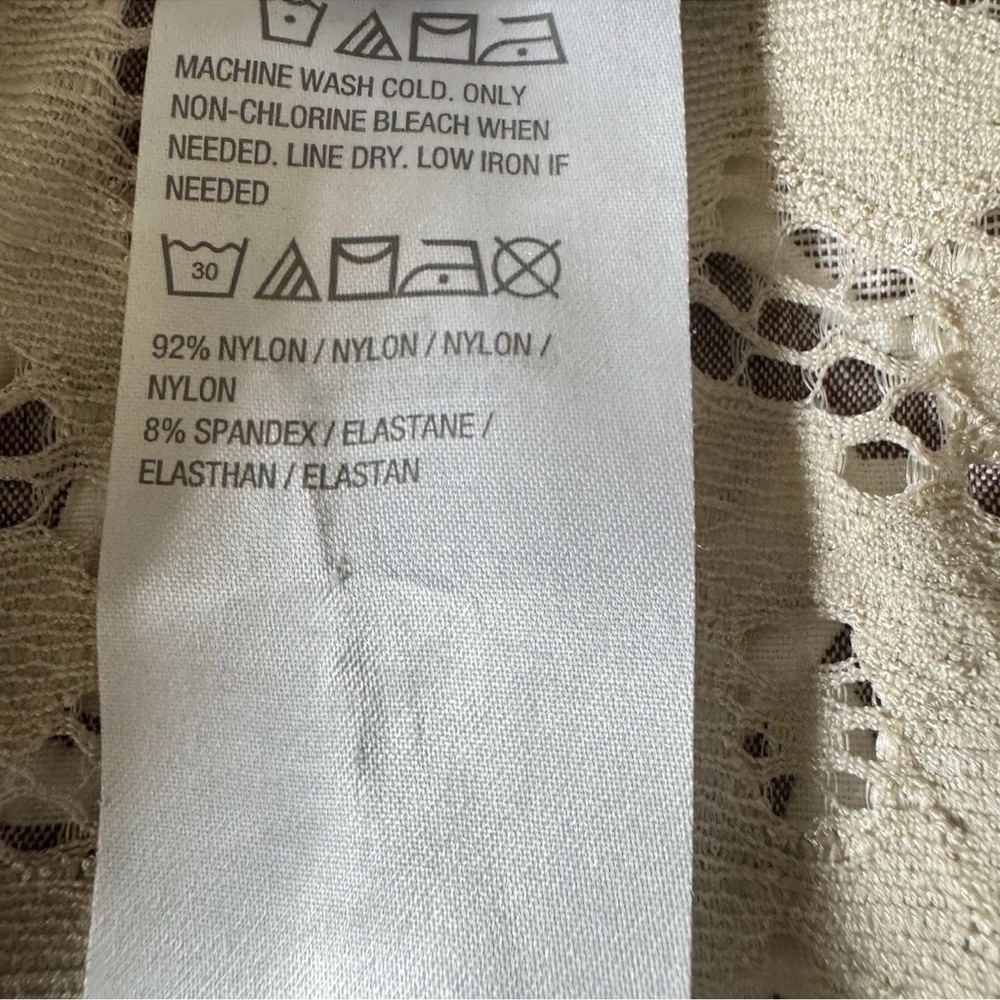 MACHINE WASH COLD. ONLY
NON-CHLORINE BLEACH WHEN
NEEDED. LINE DRY. LOW IRON IF
NEEDED
30
92% NYLON / NYLON / NYLON /
NYLON
8% SPANDEX / ELASTANE /
ELASTHAN / ELASTAN